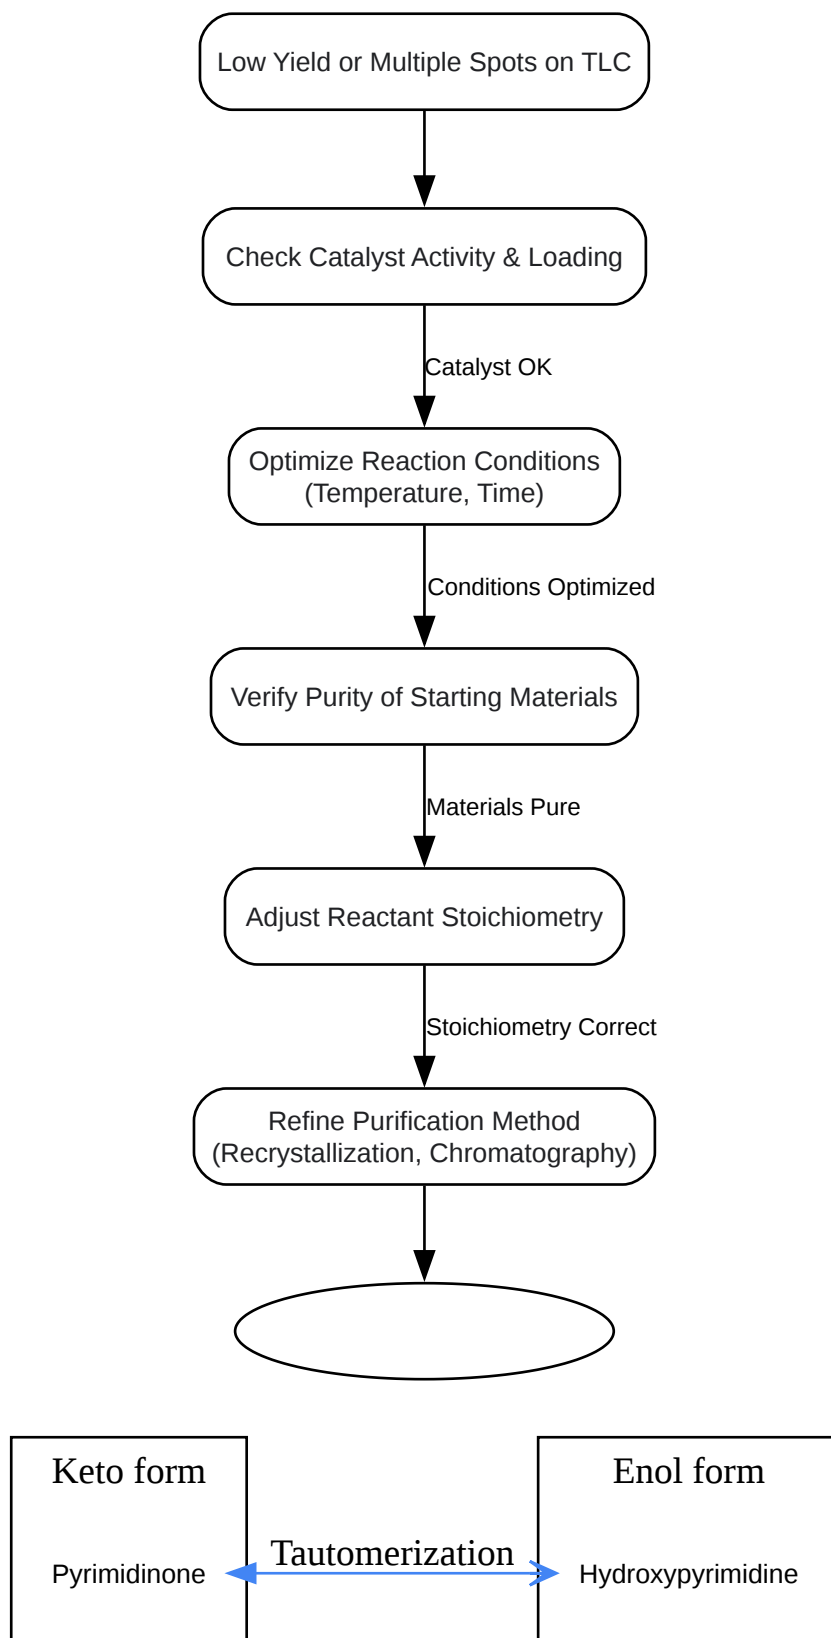 Low Yield or Multiple Spots on TLC
Check Catalyst Activity & Loading
Catalyst OK
Optimize Reaction Conditions
(Temperature, Time)
Conditions Optimized
Verify Purity of Starting Materials
Materials Pure
Adjust Reactant Stoichiometry
Stoichiometry Correct
Refine Purification Method
(Recrystallization, Chromatography)
Keto form
Enol form
Tautomerization
Pyrimidinone
Hydroxypyrimidine